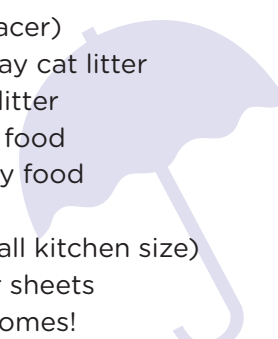 acer)
ay cat litter
litter
food
y food
all kitchen size)
r sheets
omes!